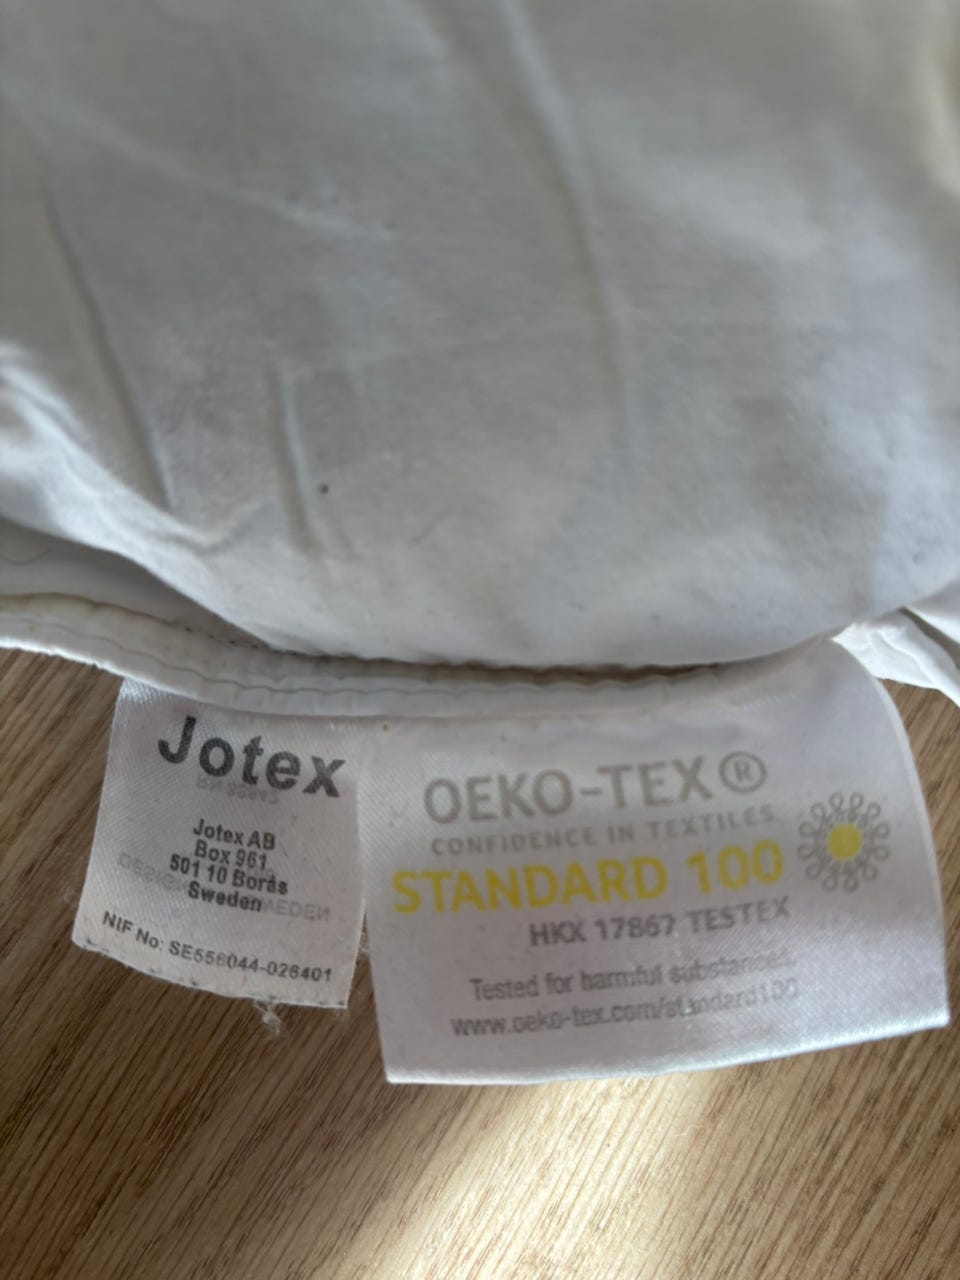 Jotex
Jotex AB
Box 961
501 10 Borås
Sweden
NIF No: SE556044-026401
OEKO-TEX®
CONFIDENCE IN TEXTILES
STANDARD 100
HKX 17867 TESTEX
Tested for harmful substances.
www.oeko-tex.com/standard100